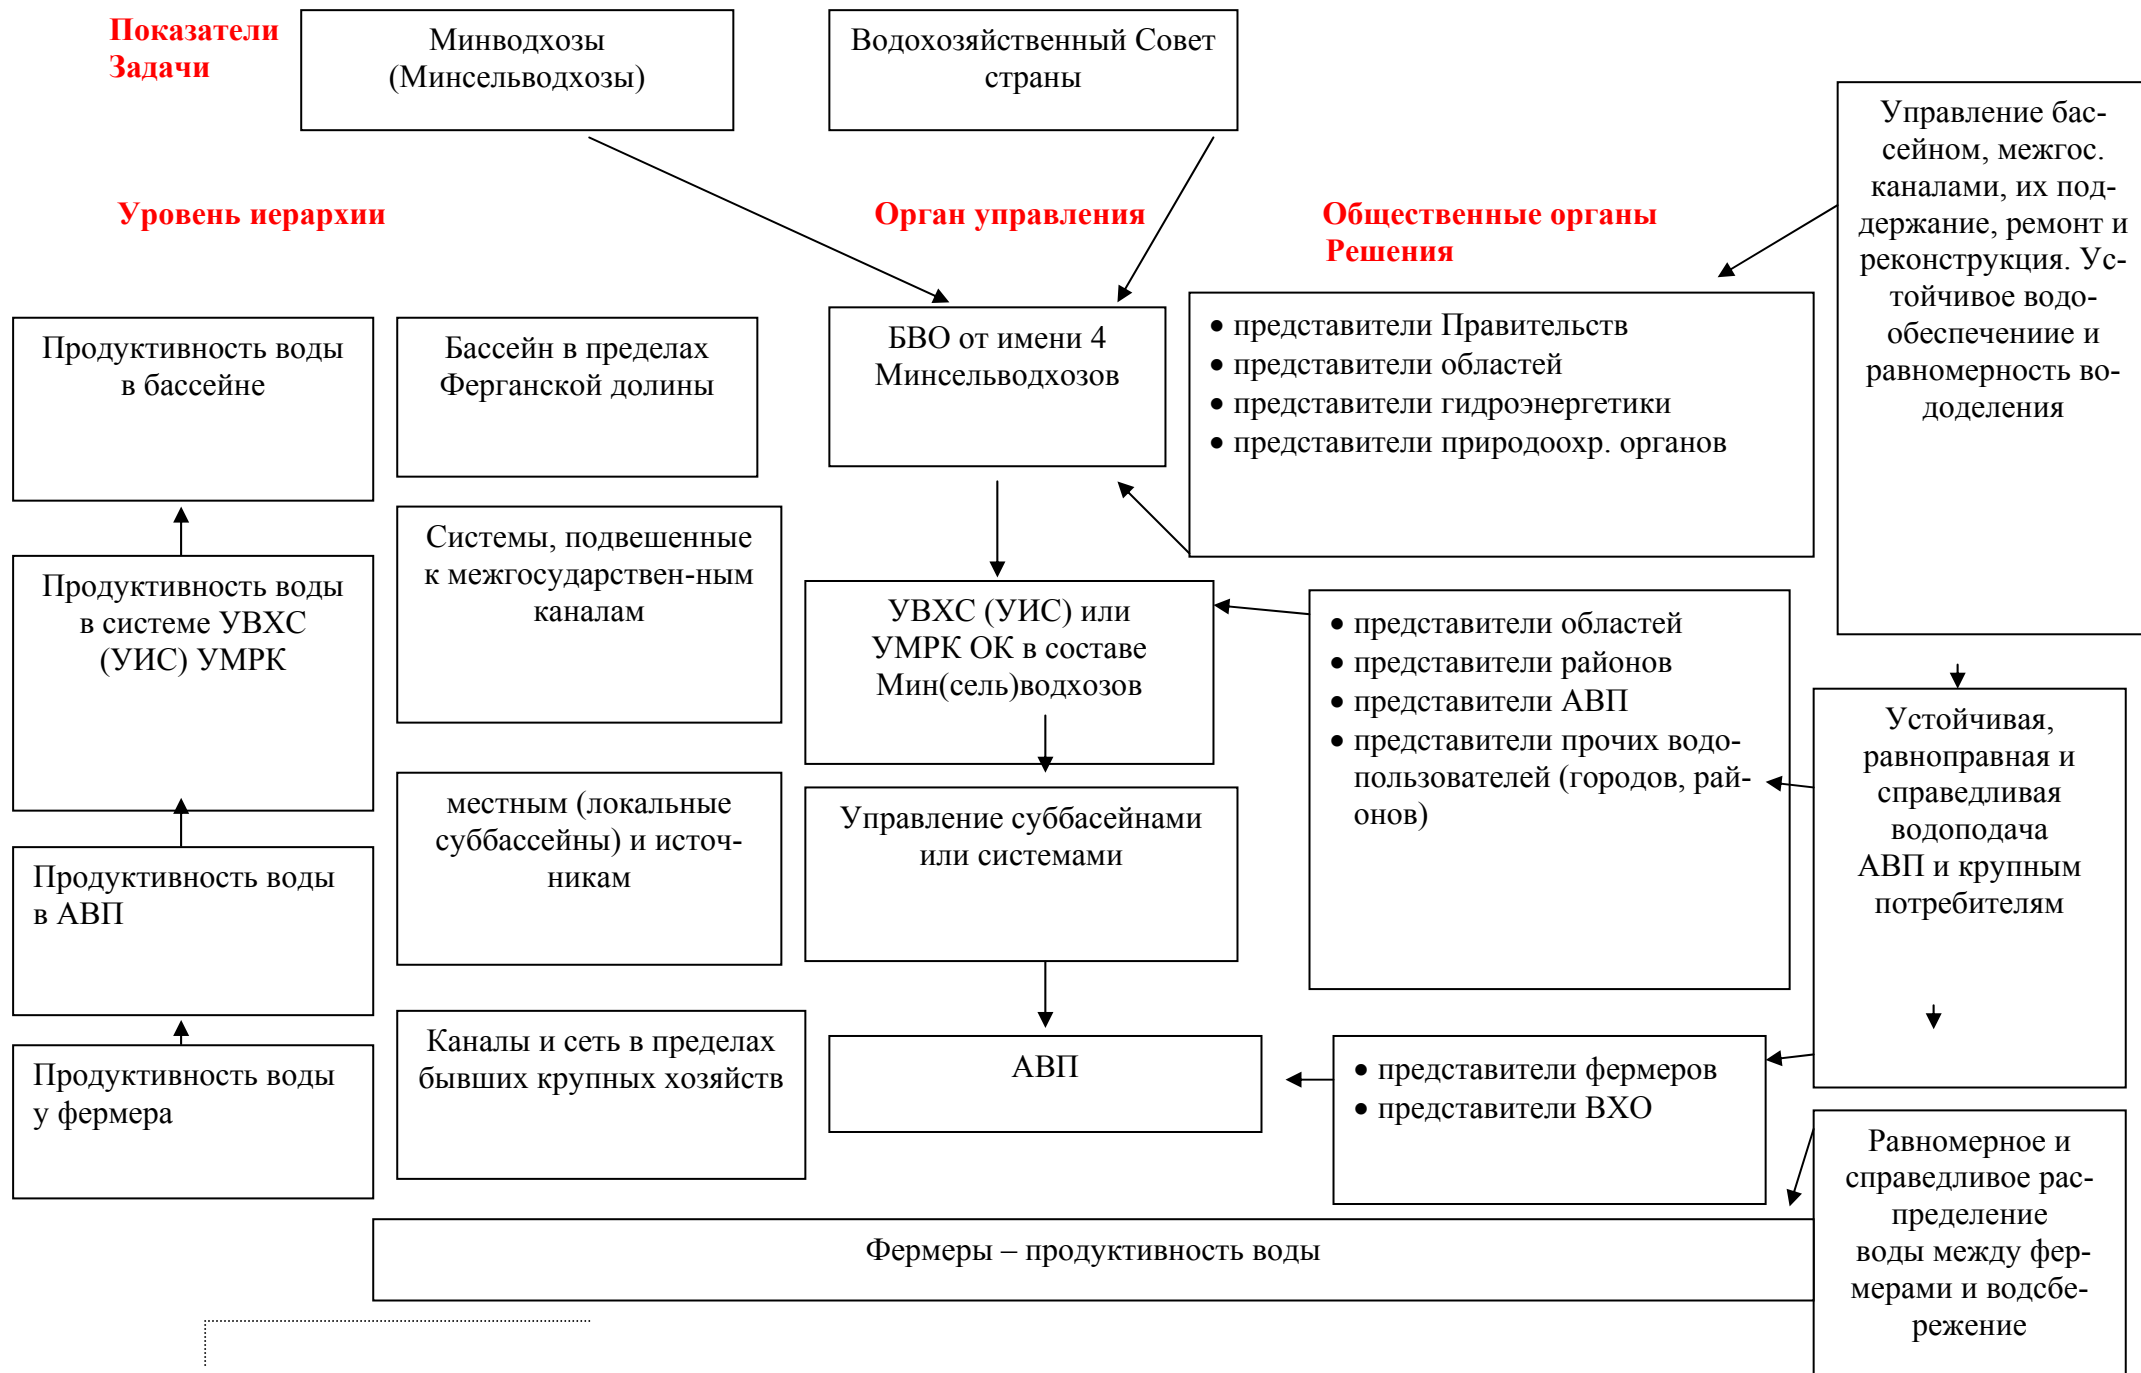 Показатели
Задачи
Минводхозы
(Минсельводхозы)
Водохозяйственный Совет
страны
Управление бас-
сейном, межгос.
каналами, их под-
держание, ремонт и
реконструкция. Ус-
тойчивое водо-
обеспечениие и
равномерность во-
доделения
Уровень иерархии
Орган управления
Общественные органы
Решения
Продуктивность воды
в бассейне
Бассейн в пределах
Ферганской долины
БВО от имени 4
Минсельводхозов
• представители Правительств
• представители областей
• представители гидроэнергетики
• представители природоохр. органов
Продуктивность воды
в системе УВХС
(УИС) УМРК
Системы, подвешенные
к межгосударствен-ным
каналам
УВХС (УИС) или
УМРК ОК в составе
Мин(сель)водхозов
• представители областей
• представители районов
• представители АВП
• представители прочих водо-
пользователей (городов, рай-
онов)
Устойчивая,
равноправная и
справедливая
водоподача
АВП и крупным
потребителям
местным (локальные
суббассейны) и источ-
никам
Управление суббасейнами
или системами
Продуктивность воды
в АВП
Каналы и сеть в пределах
бывших крупных хозяйств
АВП
• представители фермеров
• представители ВХО
Продуктивность воды
у фермера
Равномерное и
справедливое рас-
пределение
воды между фер-
мерами и водсбе-
режение
Фермеры – продуктивность воды